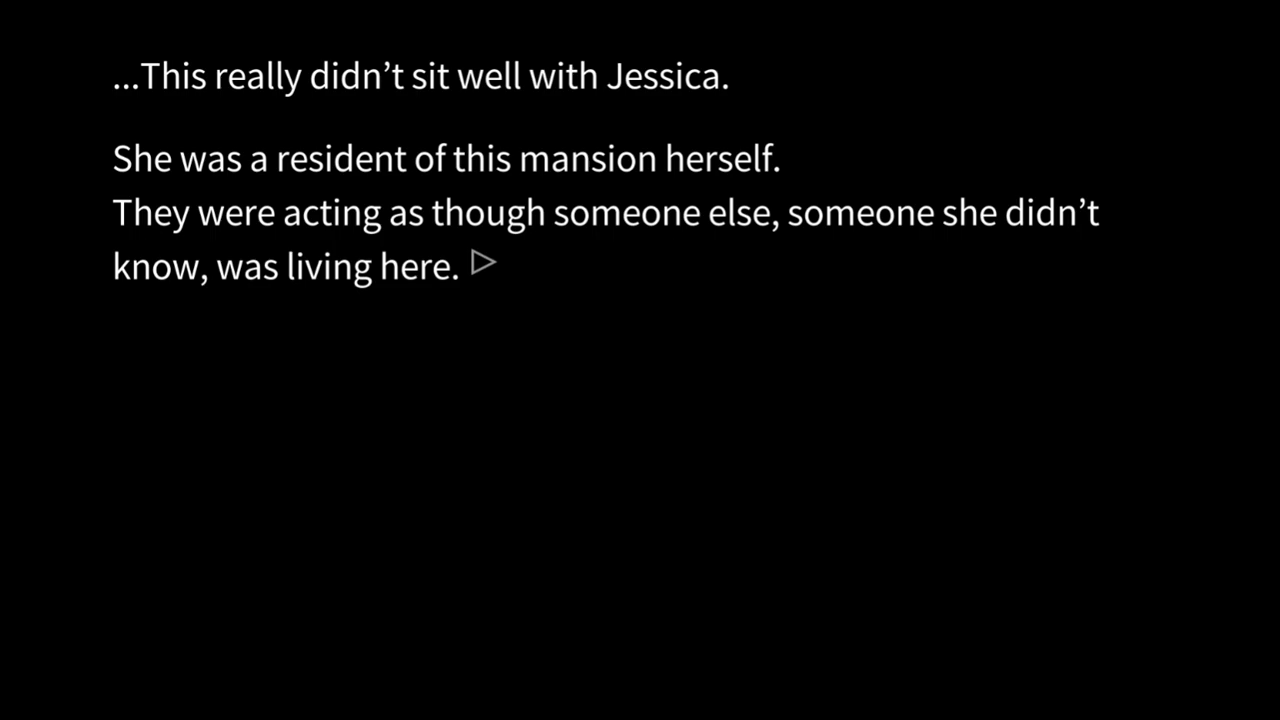 ...This really didn’t sit well with Jessica.
She was a resident of this mansion herself.
They were acting as though someone else, someone she didn’t
know, was living here.